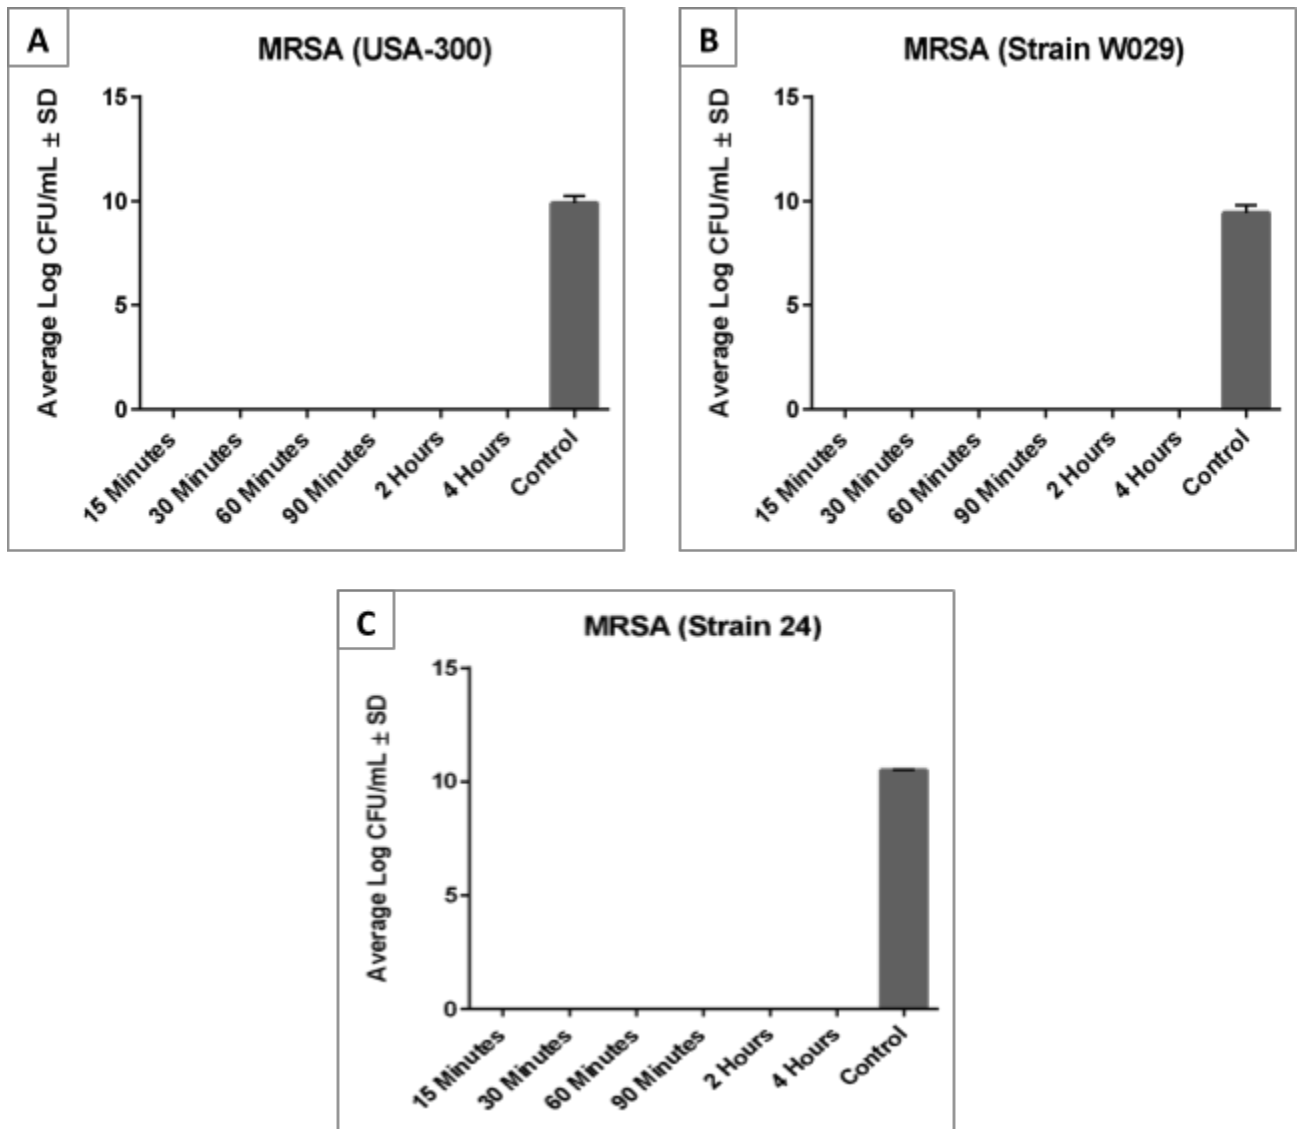 A
MRSA (USA-300)
Average Log CFU/mL ± SD
15
10
5
0
15 Minutes
30 Minutes
60 Minutes
90 Minutes
2 Hours
4 Hours
Control
B
MRSA (Strain W029)
Average Log CFU/mL ± SD
15
10
5
0
15 Minutes
30 Minutes
60 Minutes
90 Minutes
2 Hours
4 Hours
Control
C
MRSA (Strain 24)
Average Log CFU/mL ± SD
15
10
5
0
15 Minutes
30 Minutes
60 Minutes
90 Minutes
2 Hours
4 Hours
Control